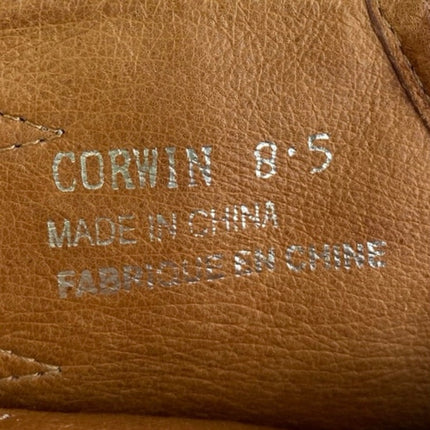 CORWIN 8.5
MADE IN CHINA
FABRIQUE EN CHINE